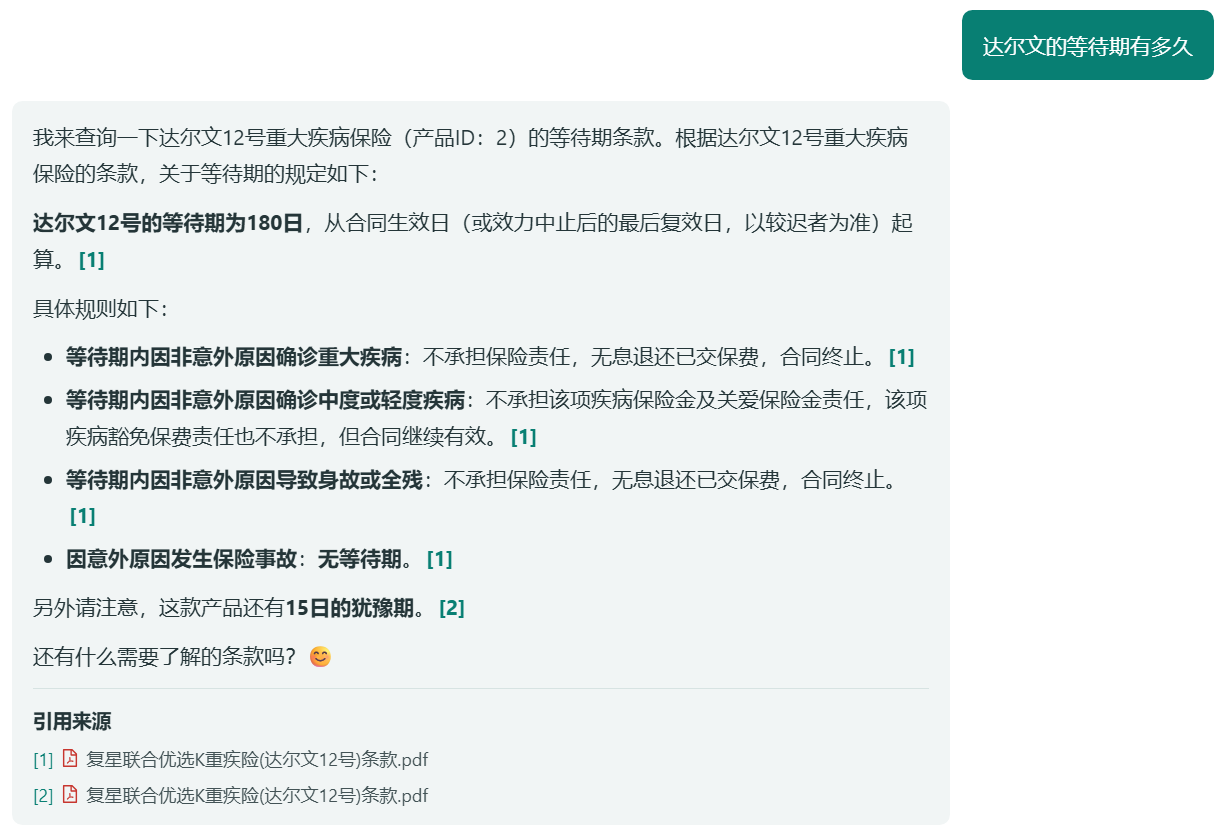 达尔文的等待期有多久
我来查询一下达尔文12号重大疾病保险（产品ID：2）的等待期条款。根据达尔文12号重大疾病
保险的条款，关于等待期的规定如下：
达尔文12号的等待期为180日，从合同生效日（或效力中止后的最后复效日，以较迟者为准）起
算。 [1]
具体规则如下：
• 等待期内因非意外原因确诊重大疾病：不承担保险责任，无息退还已交保费，合同终止。 [1]
• 等待期内因非意外原因确诊中度或轻度疾病：不承担该项疾病保险金及关爱保险金责任，该项
疾病豁免保费责任也不承担，但合同继续有效。 [1]
• 等待期内因非意外原因导致身故或全残：不承担保险责任，无息退还已交保费，合同终止。
[1]
• 因意外原因发生保险事故：无等待期。 [1]
另外请注意，这款产品还有15日的犹豫期。 [2]
还有什么需要了解的条款吗？😊
引用来源
[1] 复星联合优选K重疾险(达尔文12号)条款.pdf
[2] 复星联合优选K重疾险(达尔文12号)条款.pdf